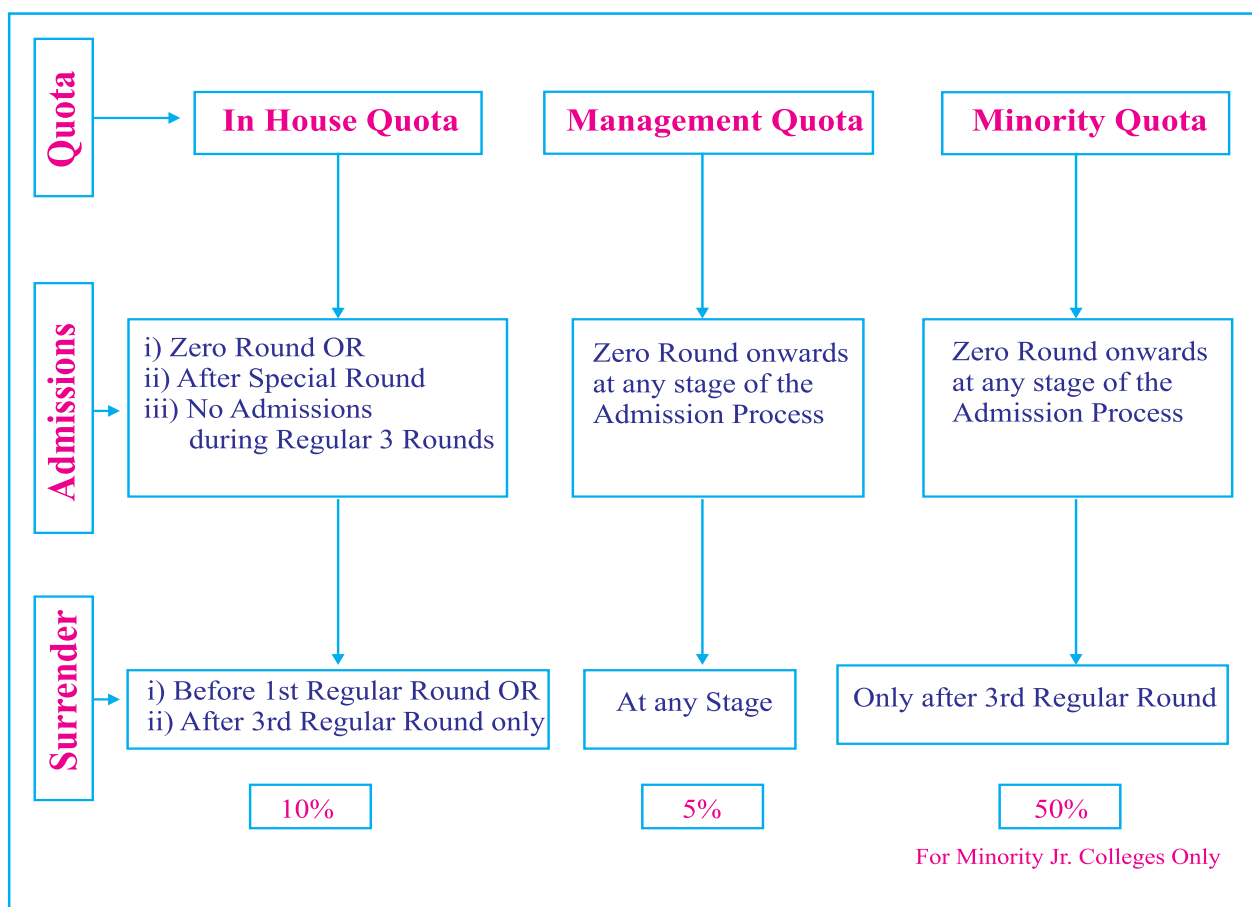 Quota
In House Quota
Management Quota
Minority Quota
Admissions
i) Zero Round OR
ii) After Special Round
iii) No Admissions
during Regular 3 Rounds
Zero Round onwards
at any stage of the
Admission Process
Zero Round onwards
at any stage of the
Admission Process
Surrender
i) Before 1st Regular Round OR
ii) After 3rd Regular Round only
At any Stage
Only after 3rd Regular Round
10%
5%
50%
For Minority Jr. Colleges Only